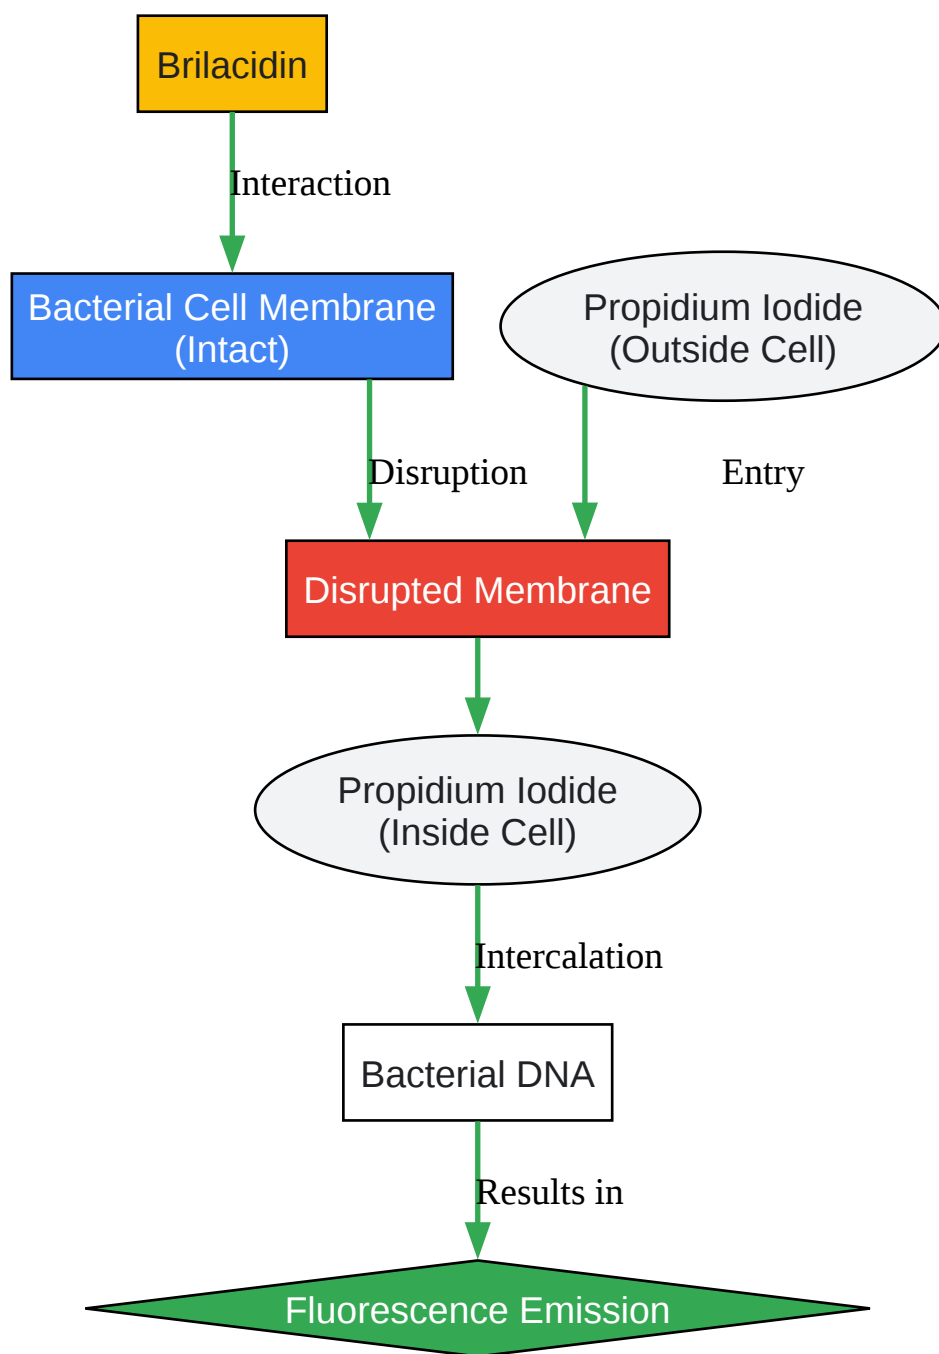 Brilacidin
Interaction
Bacterial Cell Membrane
(Intact)
Propidium Iodide
(Outside Cell)
Disruption
Entry
Disrupted Membrane
Propidium Iodide
(Inside Cell)
Intercalation
Bacterial DNA
Results in
Fluorescence Emission